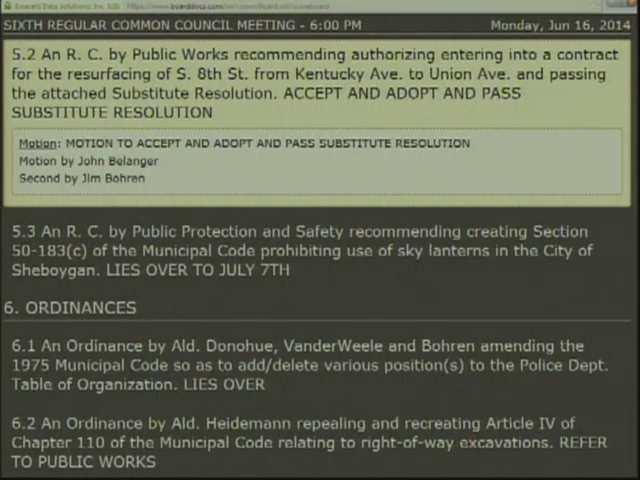 SIXTH REGULAR COMMON COUNCIL MEETING - 6:00 PM Monday, Jun 16, 2014
5.2 An R. C. by Public Works recommending authorizing entering into a contract
for the resurfacing of S. 8th St. from Kentucky Ave. to Union Ave. and passing
the attached Substitute Resolution. ACCEPT AND ADOPT AND PASS
SUBSTITUTE RESOLUTION
Motion: MOTION TO ACCEPT AND ADOPT AND PASS SUBSTITUTE RESOLUTION
Motion by John Belanger
Second by Jim Bohren
5.3 An R. C. by Public Protection and Safety recommending creating Section
50-183(c) of the Municipal Code prohibiting use of sky lanterns in the City of
Sheboygan. LIES OVER TO JULY 7TH
6. ORDINANCES
6.1 An Ordinance by Ald. Donohue, VanderWeele and Bohren amending the
1975 Municipal Code so as to add/delete various position(s) to the Police Dept.
Table of Organization. LIES OVER
6.2 An Ordinance by Ald. Heidemann repealing and recreating Article IV of
Chapter 110 of the Municipal Code relating to right-of-way excavations. REFER
TO PUBLIC WORKS